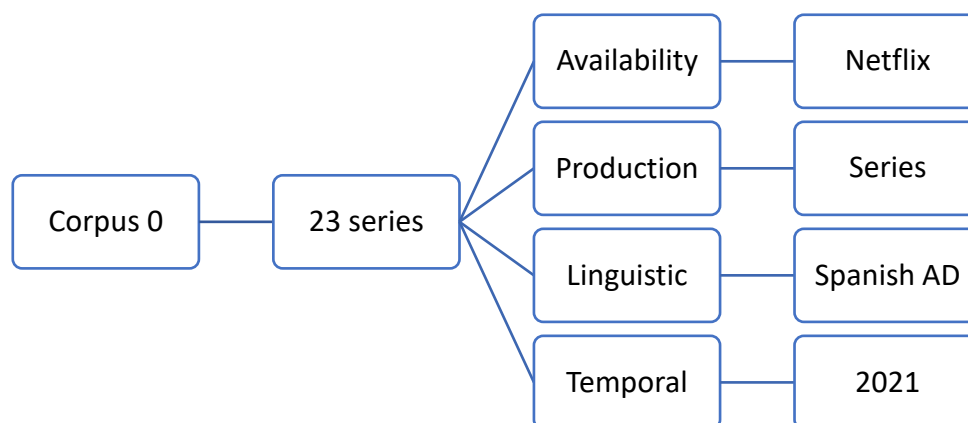 Corpus 0
23 series
Availability
Netflix
Production
Series
Linguistic
Spanish AD
Temporal
2021